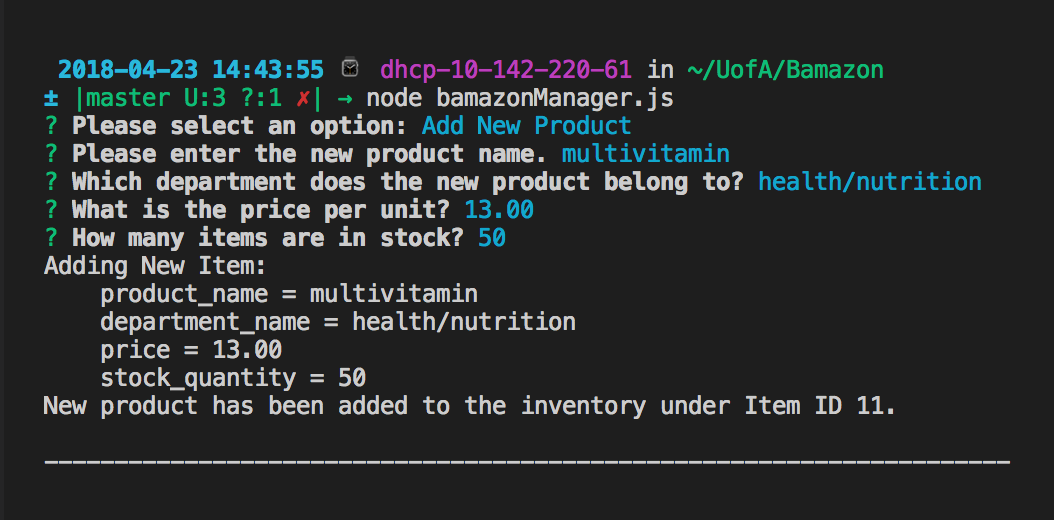 2018-04-23 14:43:55 ⌚ dhcp-10-142-220-61 in ~/UofA/Bamazon
± |master U:3 ?:1 ✗| → node bamazonManager.js
? Please select an option: Add New Product
? Please enter the new product name. multivitamin
? Which department does the new product belong to? health/nutrition
? What is the price per unit? 13.00
? How many items are in stock? 50
Adding New Item:
    product_name = multivitamin
    department_name = health/nutrition
    price = 13.00
    stock_quantity = 50
New product has been added to the inventory under Item ID 11.
_____________________________________________________________________